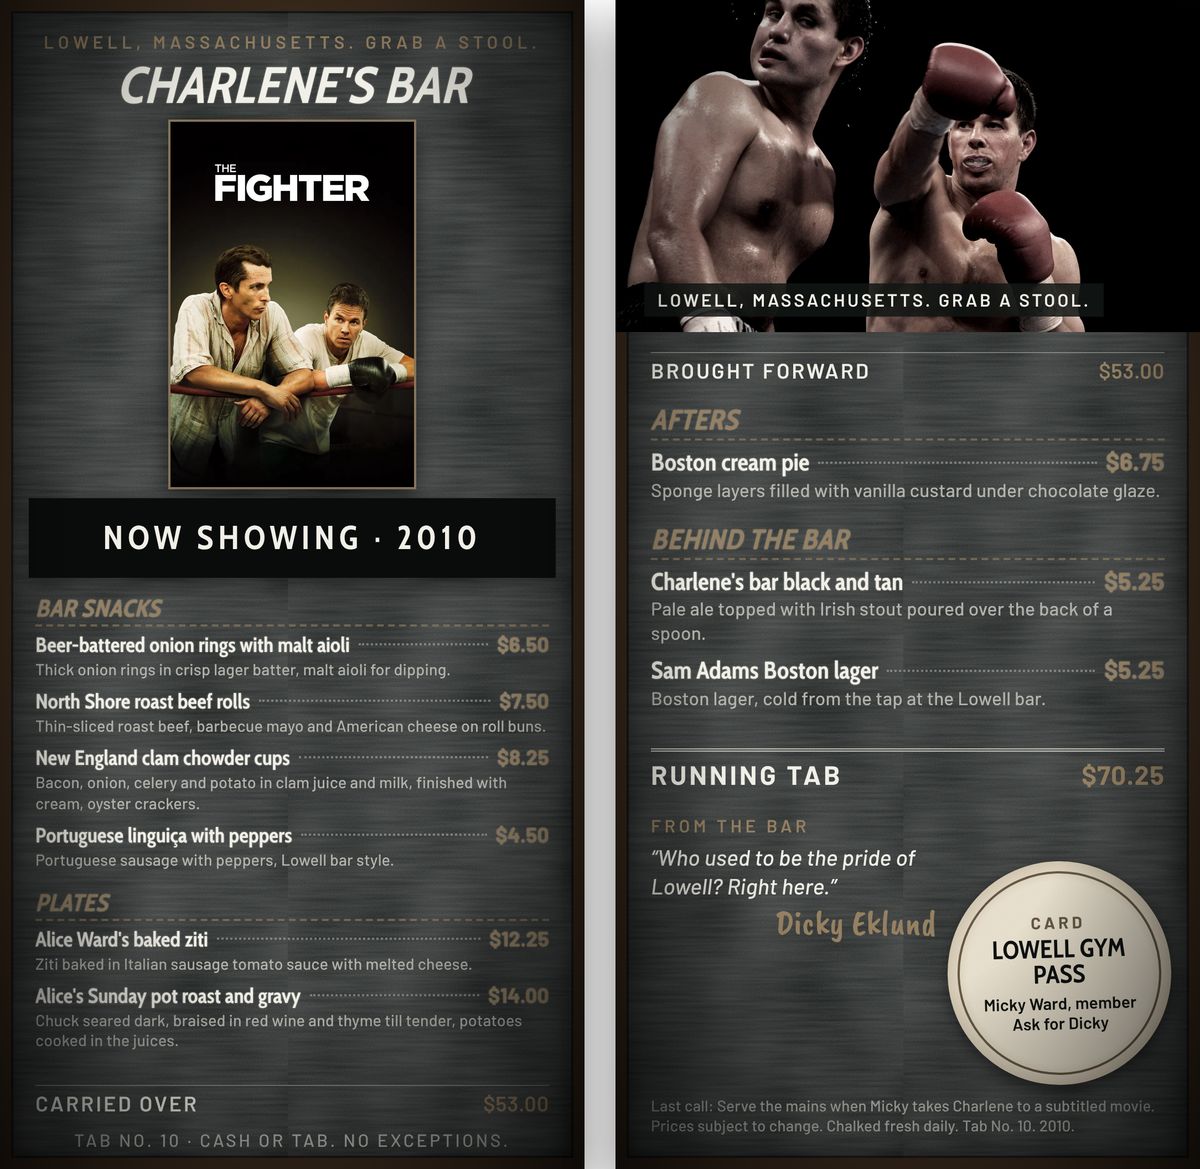 LOWELL, MASSACHUSETTS. GRAB A STOOL.
CHARLENE'S BAR
THE
FIGHTER
NOW SHOWING · 2010
BAR SNACKS
Beer-battered onion rings with malt aioli $6.50
Thick onion rings in crisp lager batter, malt aioli for dipping.
North Shore roast beef rolls $7.50
Thin-sliced roast beef, barbecue mayo and American cheese on roll buns.
New England clam chowder cups $8.25
Bacon, onion, celery and potato in clam juice and milk, finished with
cream, oyster crackers.
Portuguese linguiça with peppers $4.50
Portuguese sausage with peppers, Lowell bar style.
PLATES
Alice Ward's baked ziti $12.25
Ziti baked in Italian sausage tomato sauce with melted cheese.
Alice's Sunday pot roast and gravy $14.00
Chuck seared dark, braised in red wine and thyme till tender, potatoes
cooked in the juices.
CARRIED OVER $53.00
TAB NO. 10 · CASH OR TAB. NO EXCEPTIONS.
LOWELL, MASSACHUSETTS. GRAB A STOOL.
BROUGHT FORWARD $53.00
AFTERS
Boston cream pie $6.75
Sponge layers filled with vanilla custard under chocolate glaze.
BEHIND THE BAR
Charlene's bar black and tan $5.25
Pale ale topped with Irish stout poured over the back of a
spoon.
Sam Adams Boston lager $5.25
Boston lager, cold from the tap at the Lowell bar.
RUNNING TAB $70.25
FROM THE BAR
“Who used to be the pride of
Lowell? Right here.”
Dicky Eklund
CARD
LOWELL GYM
PASS
Micky Ward, member
Ask for Dicky
Last call: Serve the mains when Micky takes Charlene to a subtitled movie.
Prices subject to change. Chalked fresh daily. Tab No. 10. 2010.